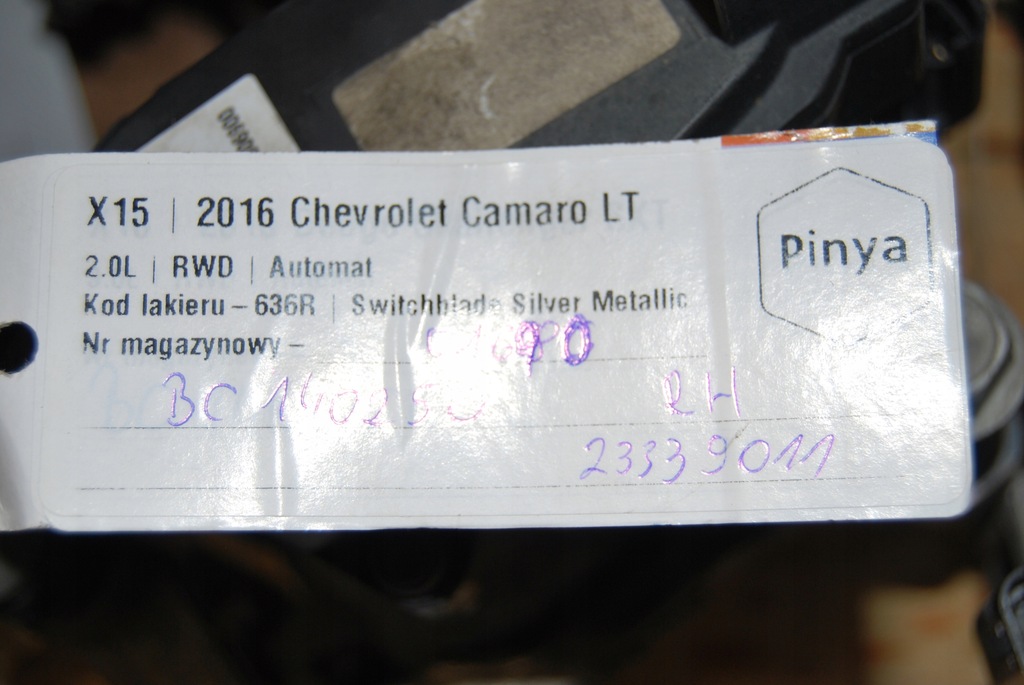 X15 | 2016 Chevrolet Camaro LT
Pinya
2.0L | RWD | Automat
Kod lakieru – 636R | Switchblade Silver Metallic
Nr magazynowy –
RH
23339011